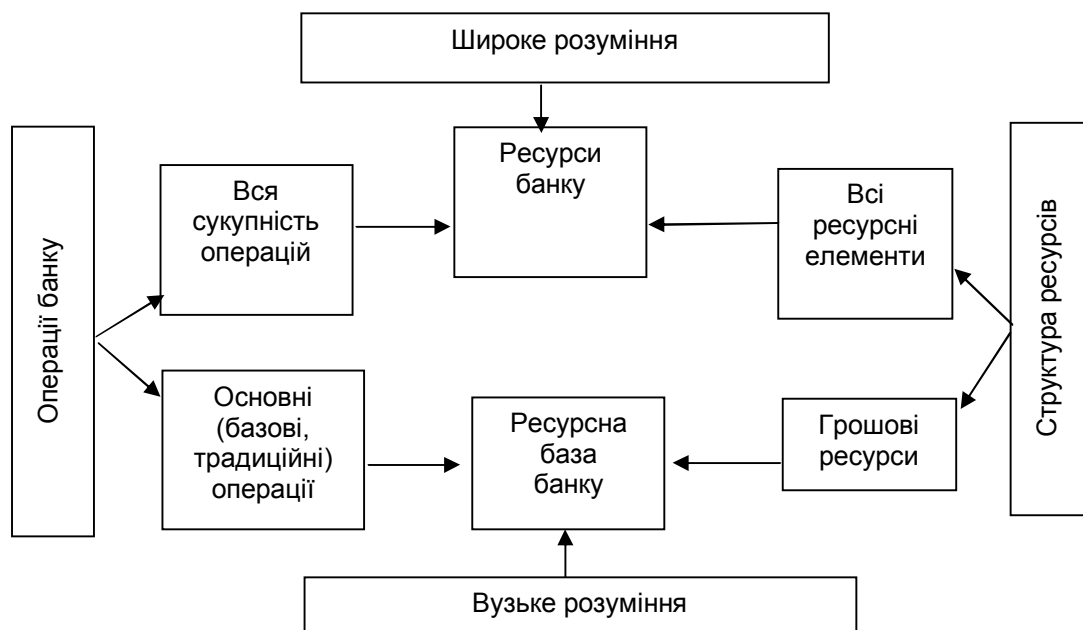 Широке розуміння
Операції банку
Вся
сукупність
операцій
Ресурси
банку
Всі
ресурсні
елементи
Структура ресурсів
Основні
(базові,
традиційні)
операції
Ресурсна
база
банку
Грошові
ресурси
Вузьке розуміння